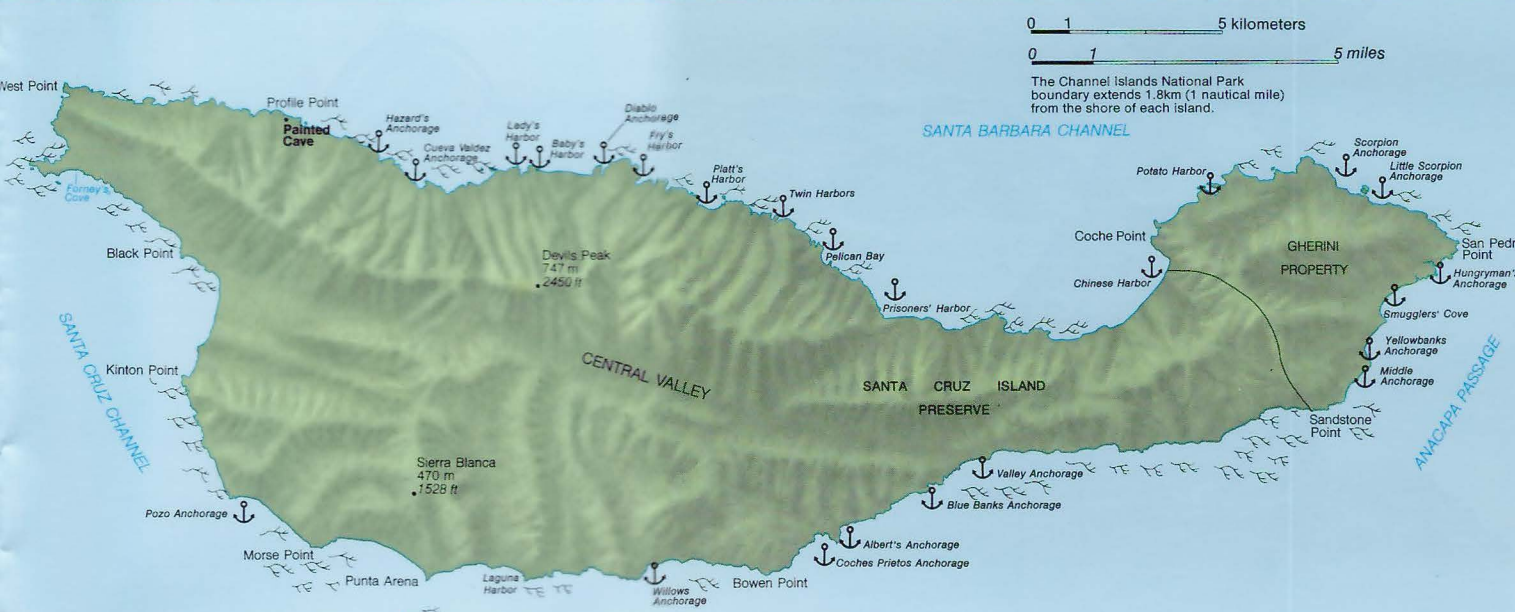 0 1 5 kilometers
0 1 5 miles
The Channel Islands National Park
boundary extends 1.8km (1 nautical mile)
from the shore of each island.
SANTA BARBARA CHANNEL
West Point
Profile Point
Painted
Cave
Hazard's
Anchorage
Cueva Valdez
Anchorage
Lady's
Harbor
Baby's
Harbor
Diablo
Anchorage
Fry's
Harbor
Platt's
Harbor
Twin Harbors
Pelican Bay
Prisoners' Harbor
Potato Harbor
Scorpion
Anchorage
Little Scorpion
Anchorage
Coche Point
Chinese Harbor
GHERINI
PROPERTY
San Pedr
Point
Hungryman's
Anchorage
Smugglers' Cove
Yellowbanks
Anchorage
Middle
Anchorage
ANACAPA PASSAGE
Forney's
Cove
Black Point
Devils Peak
747 m
2450 ft
SANTA CRUZ CHANNEL
Kinton Point
CENTRAL VALLEY
SANTA CRUZ ISLAND
PRESERVE
Sandstone
Point
Sierra Blanca
470 m
1528 ft
Valley Anchorage
Blue Banks Anchorage
Pozo Anchorage
Albert's Anchorage
Coches Prietos Anchorage
Morse Point
Punta Arena
Laguna
Harbor
Willows
Anchorage
Bowen Point